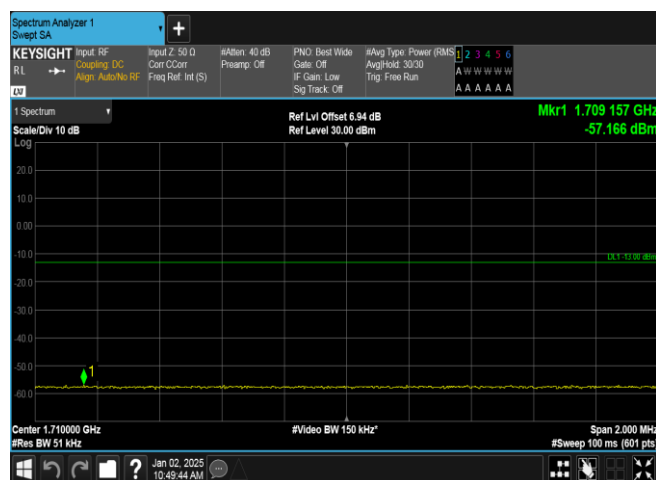 Spectrum Analyzer 1
Swept SA
+
KEYSIGHT
RL
LXI
Input: RF
Coupling: DC
Align: Auto/No RF
Input Z: 50 Ω
Corr CCorr
Freq Ref: Int (S)
#Atten: 40 dB
Preamp: Off
PNO: Best Wide
Gate: Off
IF Gain: Low
Sig Track: Off
#Avg Type: Power (RMS
Avg|Hold: 30/30
Trig: Free Run
1 2 3 4 5 6
A W W W W W
A A A A A A
1 Spectrum
Scale/Div 10 dB
Log
Ref Lvl Offset 6.94 dB
Ref Level 30.00 dBm
Mkr1 1.709 157 GHz
-57.166 dBm
20.0
10.0
0.00
-10.0
DL1 -13.00 dBm
-20.0
-30.0
-40.0
-50.0
1
-60.0
Center 1.710000 GHz
#Video BW 150 kHz*
Span 2.000 MHz
#Res BW 51 kHz
#Sweep 100 ms (601 pts)
?
Jan 02, 2025
10:49:44 AM